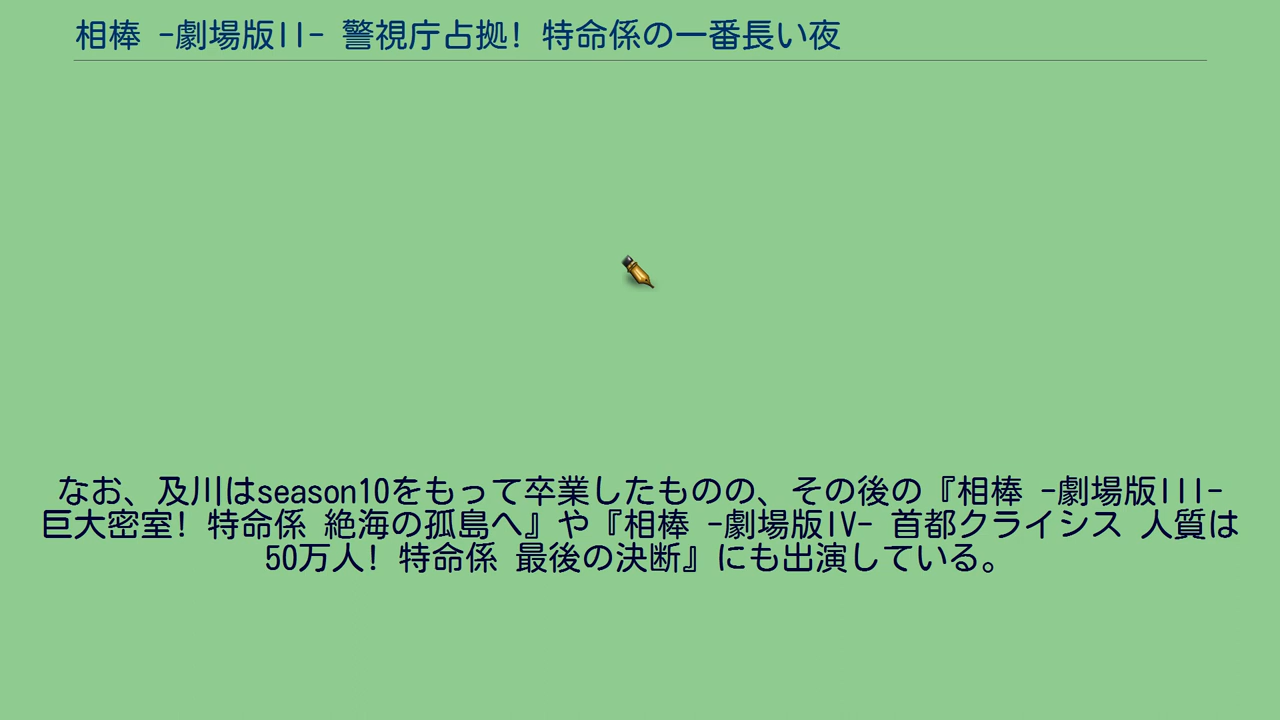 相棒 -劇場版II- 警視庁占拠! 特命係の一番長い夜
なお、及川はseason10をもって卒業したものの、その後の『相棒 -劇場版III-
巨大密室! 特命係 絶海の孤島へ』や『相棒 -劇場版IV- 首都クライシス 人質は
50万人! 特命係 最後の決断』にも出演している。